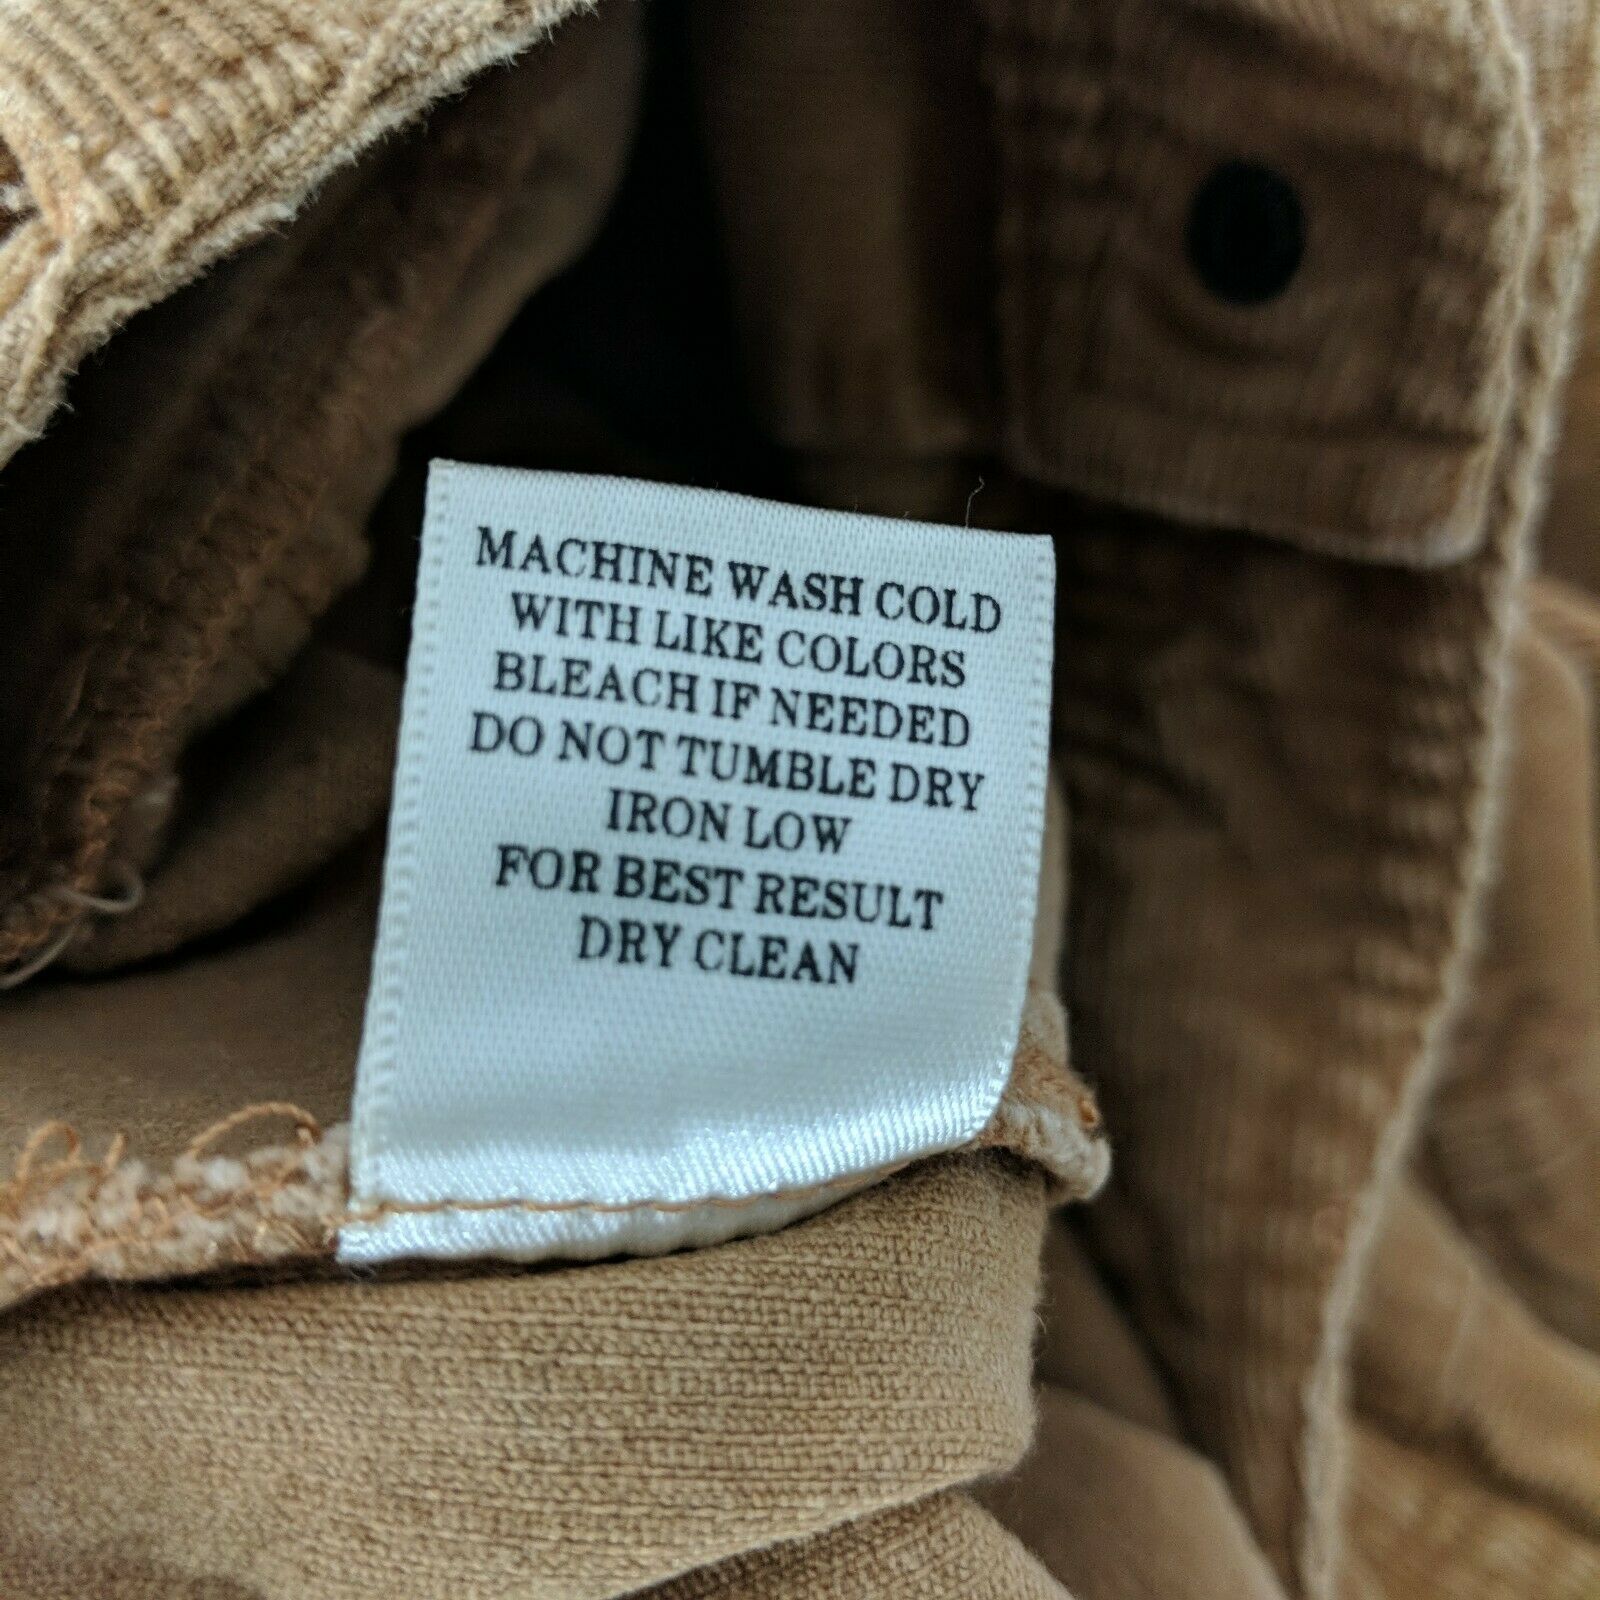 MACHINE WASH COLD
WITH LIKE COLORS
BLEACH IF NEEDED
DO NOT TUMBLE DRY
IRON LOW
FOR BEST RESULT
DRY CLEAN